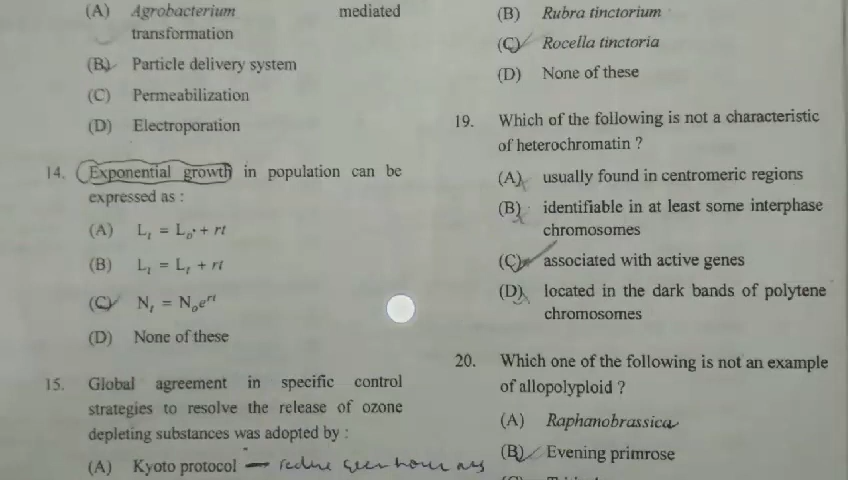 (A) Agrobacterium mediated
transformation
(B) Particle delivery system
(C) Permeabilization
(D) Electroporation
14. Exponential growth in population can be
expressed as :
(A) Lt = Lo + rt
(B) Lt = Lt + rt
(C) Nt = Noe^rt
(D) None of these
15. Global agreement in specific control
strategies to resolve the release of ozone
depleting substances was adopted by :
(A) Kyoto protocol —
(B) Rubra tinctorium
(C) Rocella tinctoria
(D) None of these
19. Which of the following is not a characteristic
of heterochromatin ?
(A) usually found in centromeric regions
(B) identifiable in at least some interphase
chromosomes
(C) associated with active genes
(D) located in the dark bands of polytene
chromosomes
20. Which one of the following is not an example
of allopolyploid ?
(A) Raphanobrassica
(B) Evening primrose